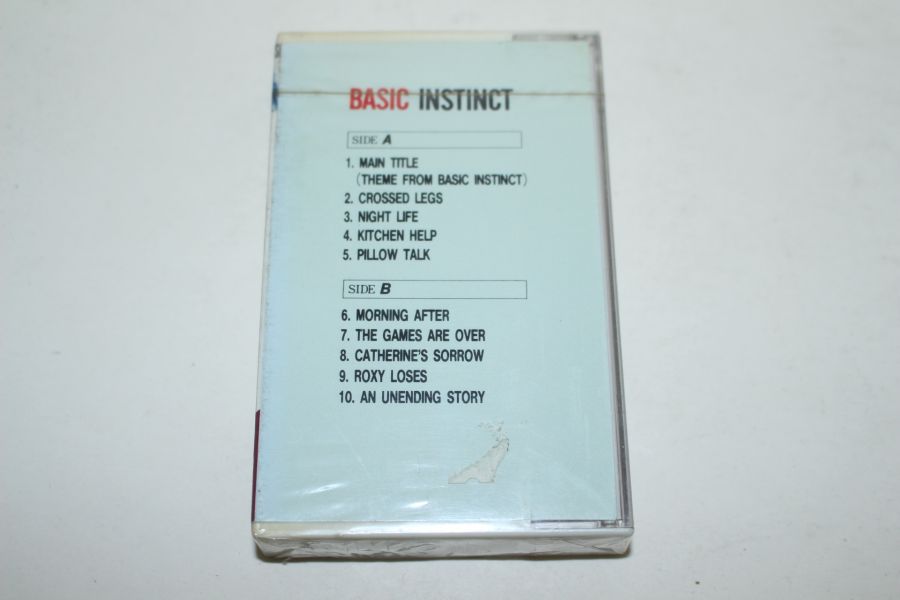 BASIC INSTINCT
SIDE A
1. MAIN TITLE
(THEME FROM BASIC INSTINCT)
2. CROSSED LEGS
3. NIGHT LIFE
4. KITCHEN HELP
5. PILLOW TALK
SIDE B
6. MORNING AFTER
7. THE GAMES ARE OVER
8. CATHERINE'S SORROW
9. ROXY LOSES
10. AN UNENDING STORY